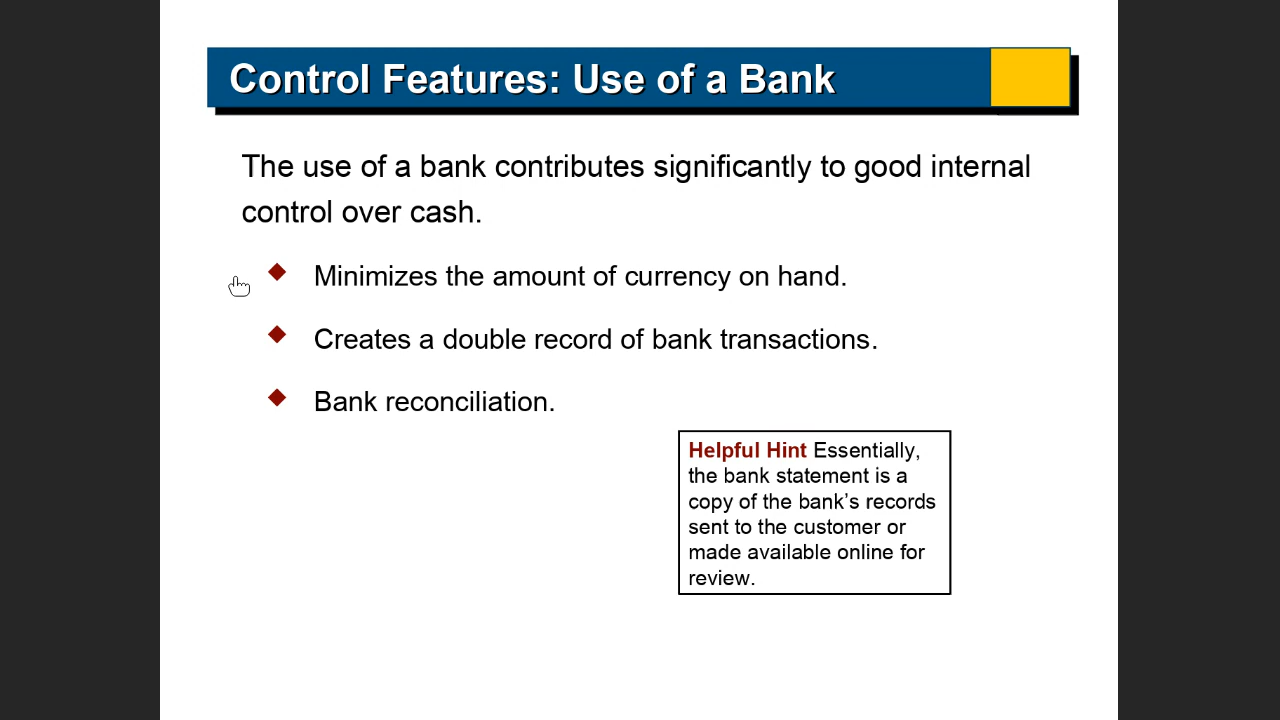 Control Features: Use of a Bank
The use of a bank contributes significantly to good internal
control over cash.
Minimizes the amount of currency on hand.
Creates a double record of bank transactions.
Bank reconciliation.
Helpful Hint Essentially,
the bank statement is a
copy of the bank’s records
sent to the customer or
made available online for
review.